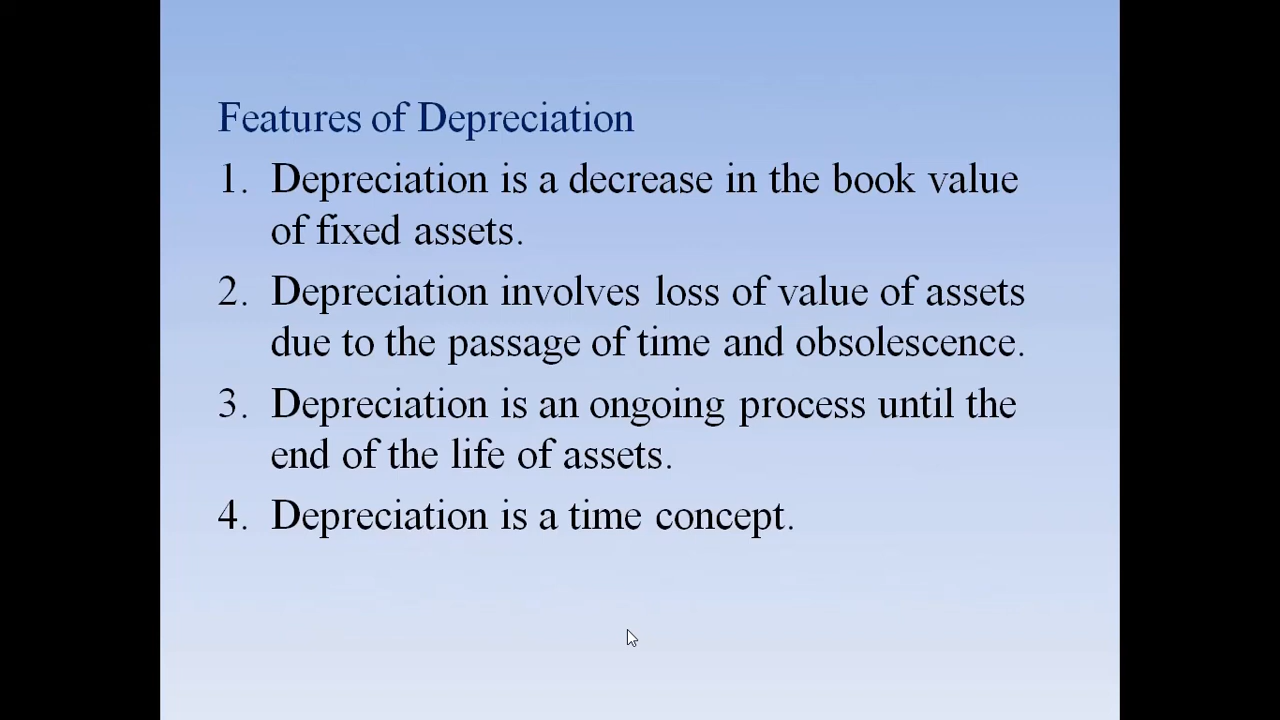 Features of Depreciation
1. Depreciation is a decrease in the book value
of fixed assets.
2. Depreciation involves loss of value of assets
due to the passage of time and obsolescence.
3. Depreciation is an ongoing process until the
end of the life of assets.
4. Depreciation is a time concept.